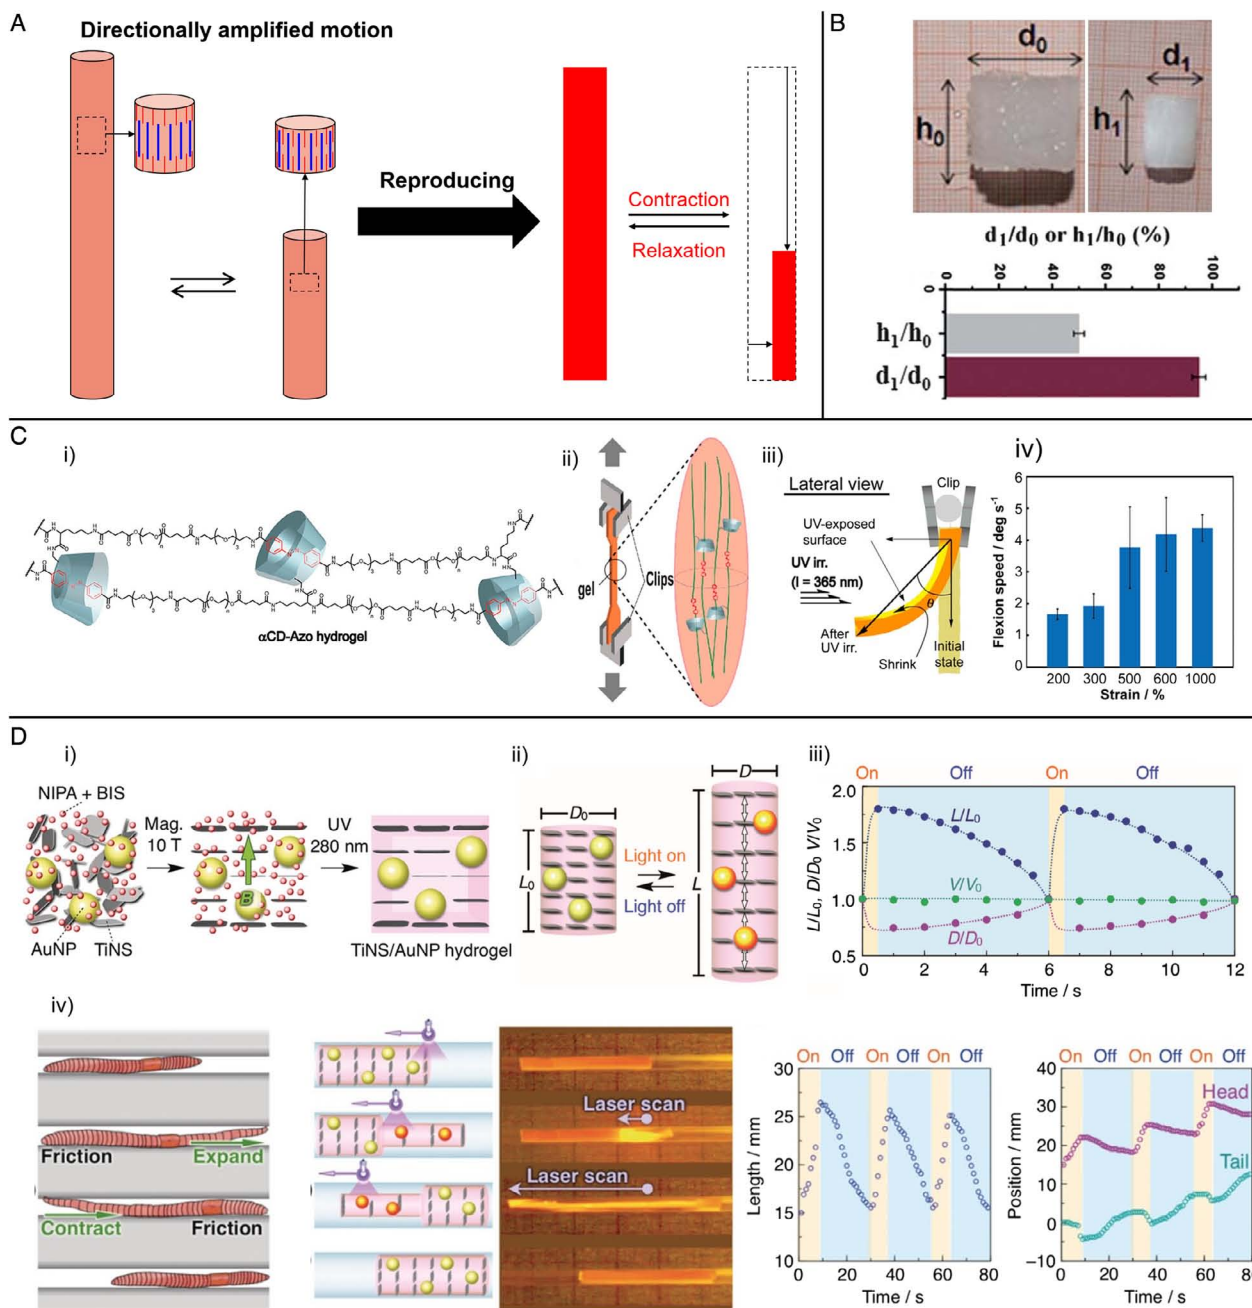 A
Directionally amplified motion
Reproducing
Contraction
Relaxation
B
d0
d1
h0
h1
d1/d0 or h1/h0 (%)
0 20 40 60 80 100
h1/h0
d1/d0
C
i)
αCD-Azo hydrogel
ii)
gel
Clips
iii)
Lateral view
Clip
UV-exposed
surface
UV irr.
(l = 365 nm)
θ
After
UV irr.
Shrink
Initial
state
iv)
Flexion speed / deg s-1
6
5
4
3
2
1
0
200 300 500 600 1000
Strain / %
D
i)
NIPA + BIS
Mag.
10 T
UV
280 nm
B
AuNP
TiNS
TiNS/AuNP hydrogel
ii)
D0
L0
Light on
Light off
D
L
iii)
On Off On Off
L/L0, D/D0 V/V0
2.0
1.5
1.0
0.5
L/L0
V/V0
D/D0
0 2 4 6 8 10 12
Time / s
iv)
Friction
Expand
Contract
Friction
Laser scan
Laser scan
On Off On Off On Off
Length / mm
30
25
20
15
10
0 20 40 60 80
Time / s
On Off On Off On Off
Position / mm
40
30
20
10
0
−10
Head
Tail
0 20 40 60 80
Time / s